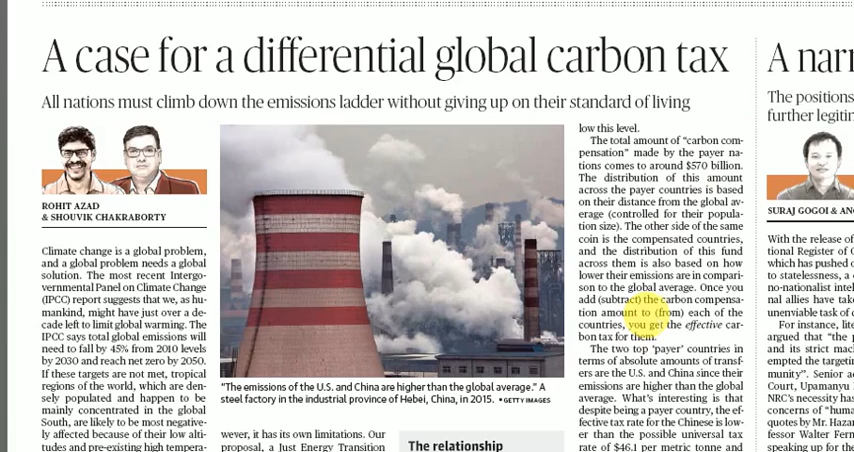 A case for a differential global carbon tax
All nations must climb down the emissions ladder without giving up on their standard of living
ROHIT AZAD
& SHOUVIK CHAKRABORTY
Climate change is a global problem,
and a global problem needs a global
solution. The most recent Intergo-
vernmental Panel on Climate Change
(IPCC) report suggests that we, as hu-
mankind, might have just over a de-
cade left to limit global warming. The
IPCC says total global emissions will
need to fall by 45% from 2010 levels
by 2030 and reach net zero by 2050.
If these targets are not met, tropical
regions of the world, which are den-
sely populated and happen to be
mainly concentrated in the global
South, are likely to be most negative-
ly affected because of their low alti-
tudes and pre-existing high tempera-
"The emissions of the U.S. and China are higher than the global average." A
steel factory in the industrial province of Hebei, China, in 2015. •GETTY IMAGES
wever, it has its own limitations. Our
proposal, a Just Energy Transition
The relationship
low this level.
The total amount of "carbon com-
pensation" made by the payer na-
tions comes to around $570 billion.
The distribution of this amount
across the payer countries is based
on their distance from the global av-
erage (controlled for their popula-
tion size). The other side of the same
coin is the compensated countries,
and the distribution of this fund
across them is also based on how
lower their emissions are in compari-
son to the global average. Once you
add (subtract) the carbon compensa-
tion amount to (from) each of the
countries, you get the effective car-
bon tax for them.
The two top 'payer' countries in
terms of absolute amounts of transf-
ers are the U.S. and China since their
emissions are higher than the global
average. What's interesting is that
despite being a payer country, the ef-
fective tax rate for the Chinese is low-
er than the possible universal tax
rate of $46.1 per metric tonne and
A
The positions
further
SURAJ GOGOI &
With the release of
tional Register of
which has pushed
to statelessness, a
no-nationalist
nal allies have
unenviable task of
For instance,
argued that "the
and its strict
empted the targeting
munity". Senior
Court, Upamanyu
NRC's necessity has
concerns of
quotes by Mr.
fessor Walter
speaking up for the